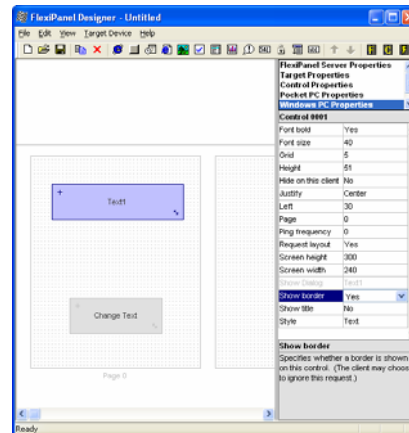 FlexiPanel Designer - Untitled
File Edit View Target Device Help
FlexiPanel Server Properties
Target Properties
Control Properties
Pocket PC Properties
Windows PC Properties
Control 0001
Font bold Yes
Font size 40
Grid 5
Height 51
Hide on this client No
Justify Center
Left 30
Page 0
Ping frequency 0
Request layout Yes
Screen height 300
Screen width 240
Show Dialog Text1
Show border Yes
Show title No
Style Text
Text1
Change Text
Page 0
Show border
Specifies whether a border is shown
on this control. (The client may choose
to ignore this request.)
Ready